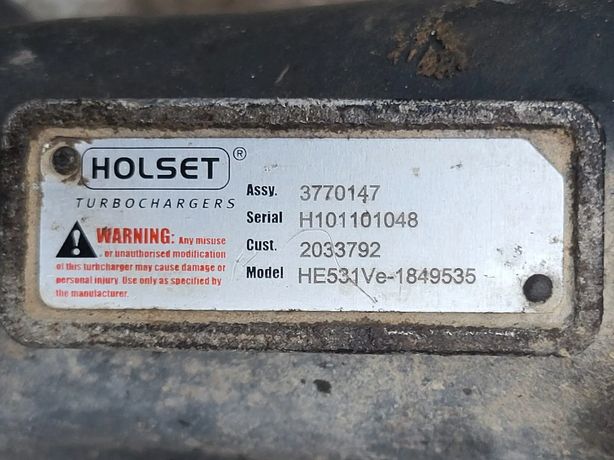 HOLSET®
TURBOCHARGERS
WARNING: Any misuse
or unauthorised modification
of this turbcharger may cause damage or
personal injury. Use only as specified by
the manufacturer.
Assy. 3770147
Serial H101101048
Cust. 2033792
Model HE531Ve-1849535